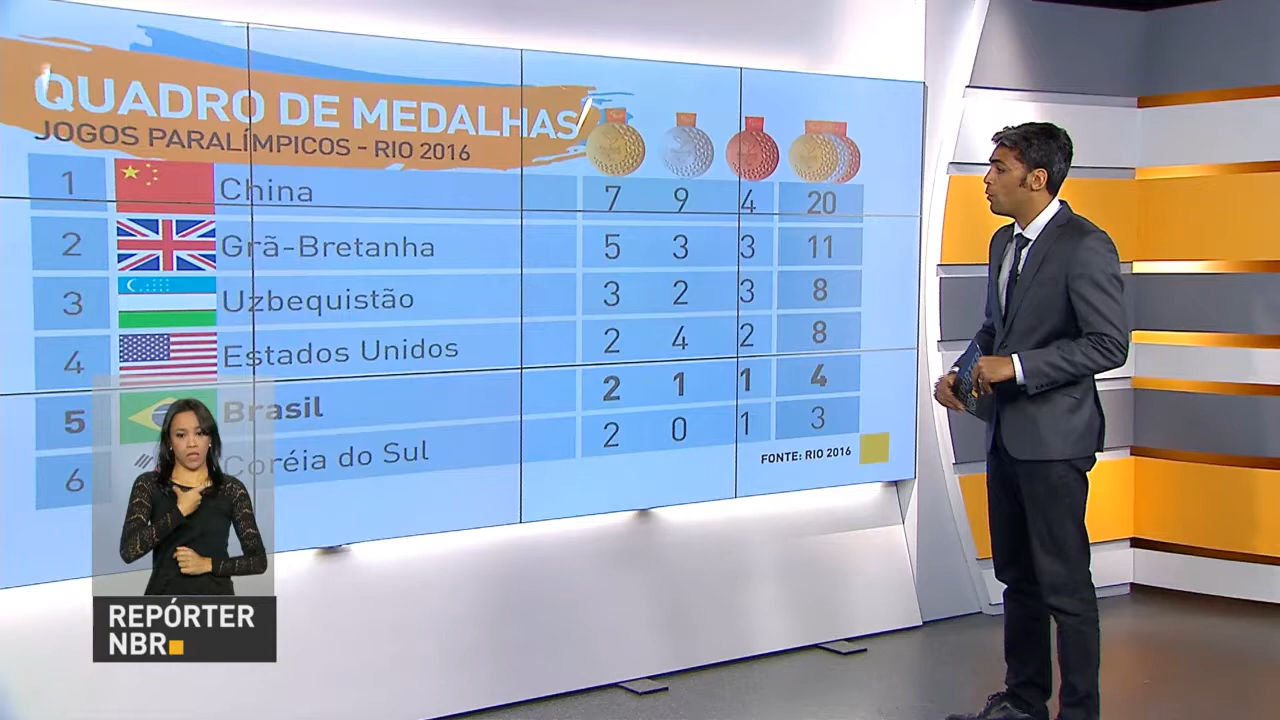 QUADRO DE MEDALHAS
JOGOS PARALÍMPICOS - RIO 2016
1 China 7 9 4 20
2 Grã-Bretanha 5 3 3 11
3 Uzbequistão 3 2 3 8
4 Estados Unidos 2 4 2 8
5 Brasil 2 1 1 4
6 Coréia do Sul 2 0 1 3
FONTE: RIO 2016
REPÓRTER
NBR